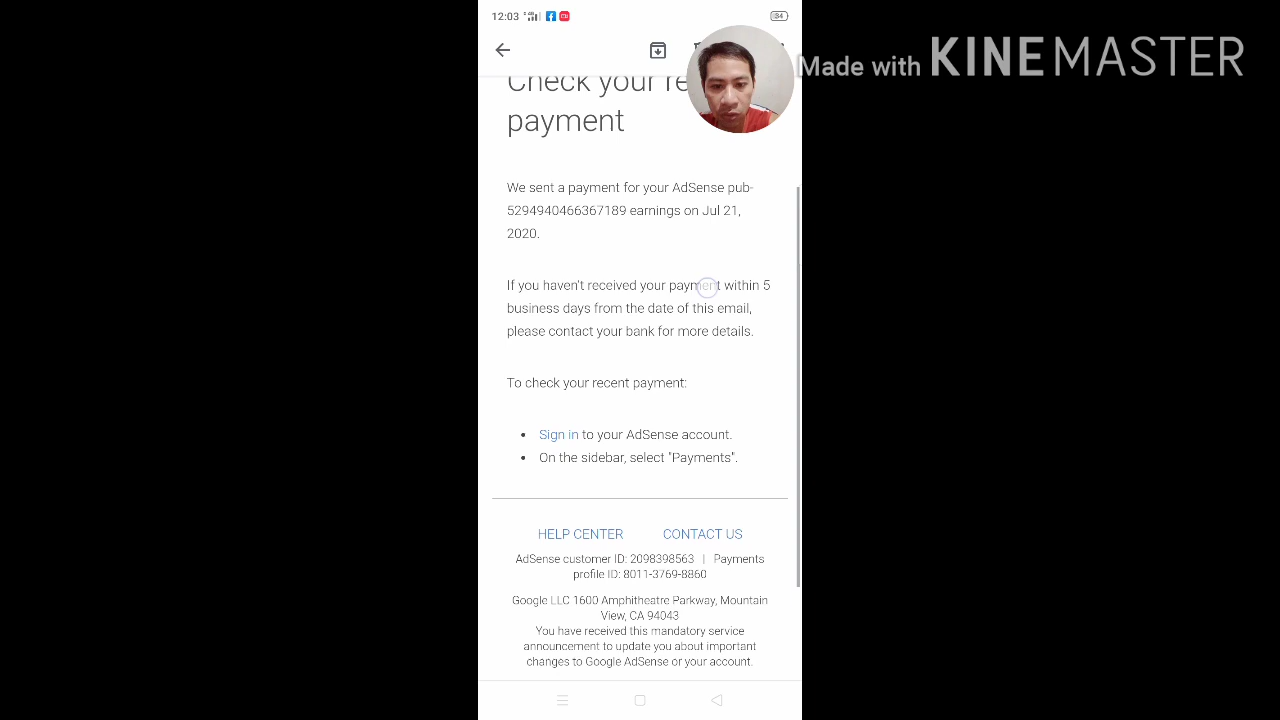 12:03
34
Made with KINEMASTER
Check your re
payment
We sent a payment for your AdSense pub-
5294940466367189 earnings on Jul 21,
2020.
If you haven't received your payment within 5
business days from the date of this email,
please contact your bank for more details.
To check your recent payment:
• Sign in to your AdSense account.
• On the sidebar, select "Payments".
HELP CENTER CONTACT US
AdSense customer ID: 2098398563 | Payments
profile ID: 8011-3769-8860
Google LLC 1600 Amphitheatre Parkway, Mountain
View, CA 94043
You have received this mandatory service
announcement to update you about important
changes to Google AdSense or your account.